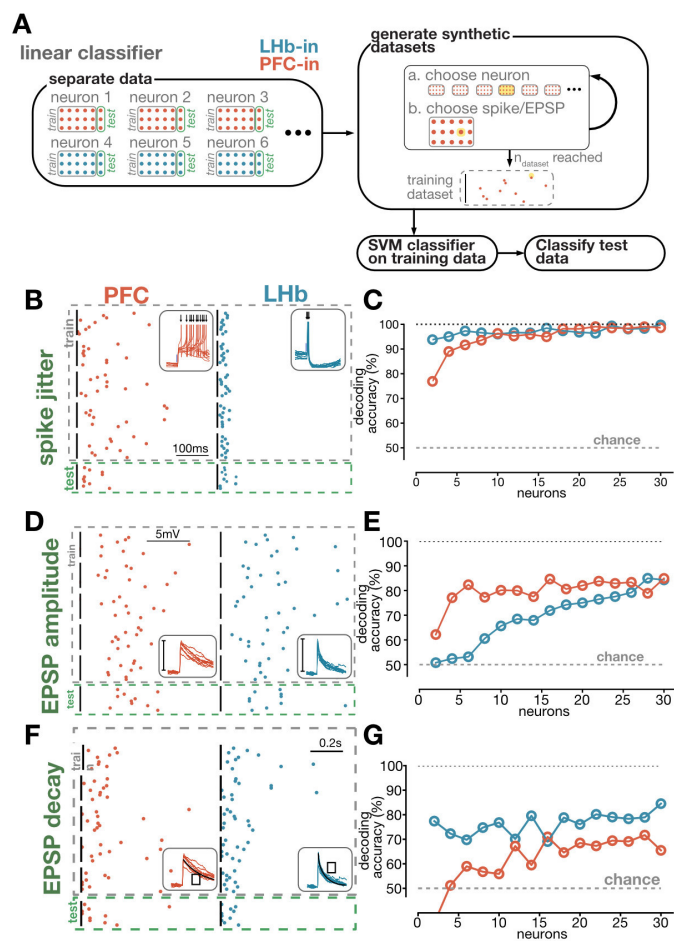 A
linear classifier
LHb-in
PFC-in
separate data
neuron 1 neuron 2 neuron 3
train test train test train test
neuron 4 neuron 5 neuron 6
train test train test train test
generate synthetic
datasets
a. choose neuron
b. choose spike/EPSP
n dataset reached
training
dataset
SVM classifier
on training data
Classify test
data
B
PFC
LHb
spike jitter
train
test
100ms
C
decoding
accuracy (%)
100
90
80
70
60
50
chance
0 5 10 15 20 25 30
neurons
D
EPSP amplitude
train
test
5mV
E
decoding
accuracy (%)
100
90
80
70
60
50
chance
0 5 10 15 20 25 30
neurons
F
EPSP decay
trai
n
test
0.2s
G
decoding
accuracy (%)
100
90
80
70
60
50
chance
0 5 10 15 20 25 30
neurons